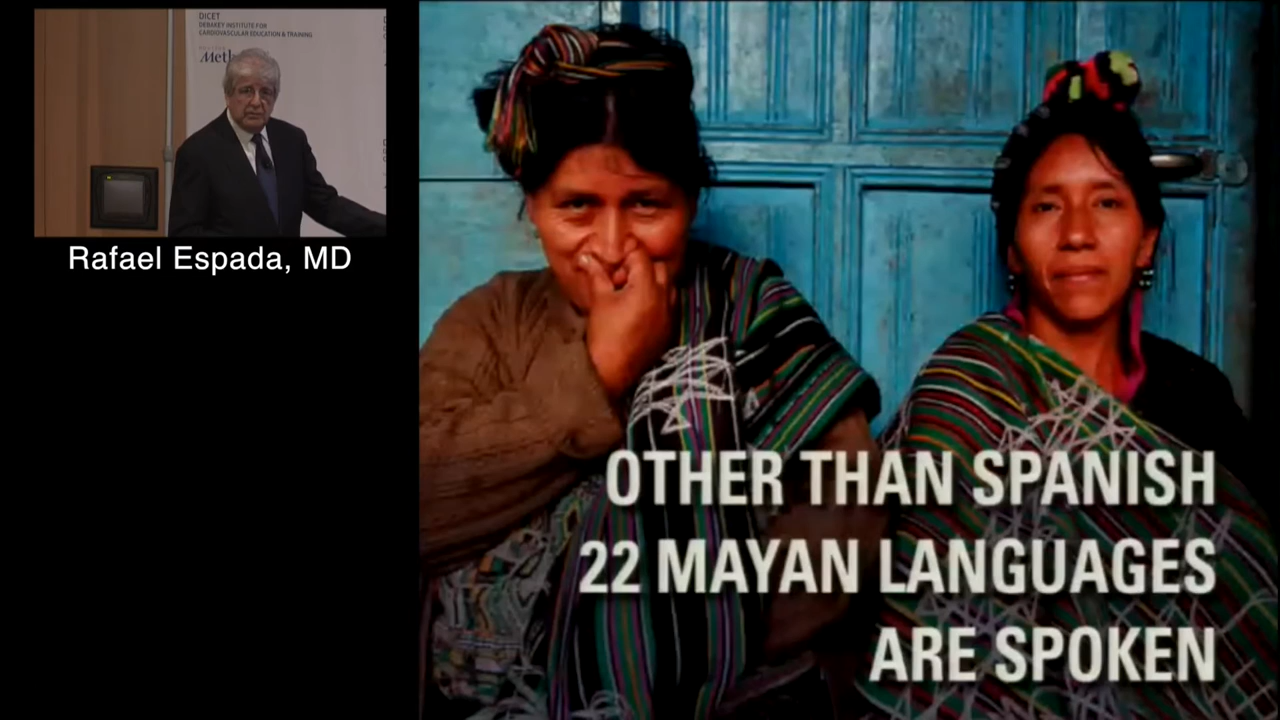 DICET
DEBAKEY INSTITUTE FOR
CARDIOVASCULAR EDUCATION & TRAINING
Rafael Espada, MD
OTHER THAN SPANISH
22 MAYAN LANGUAGES
ARE SPOKEN